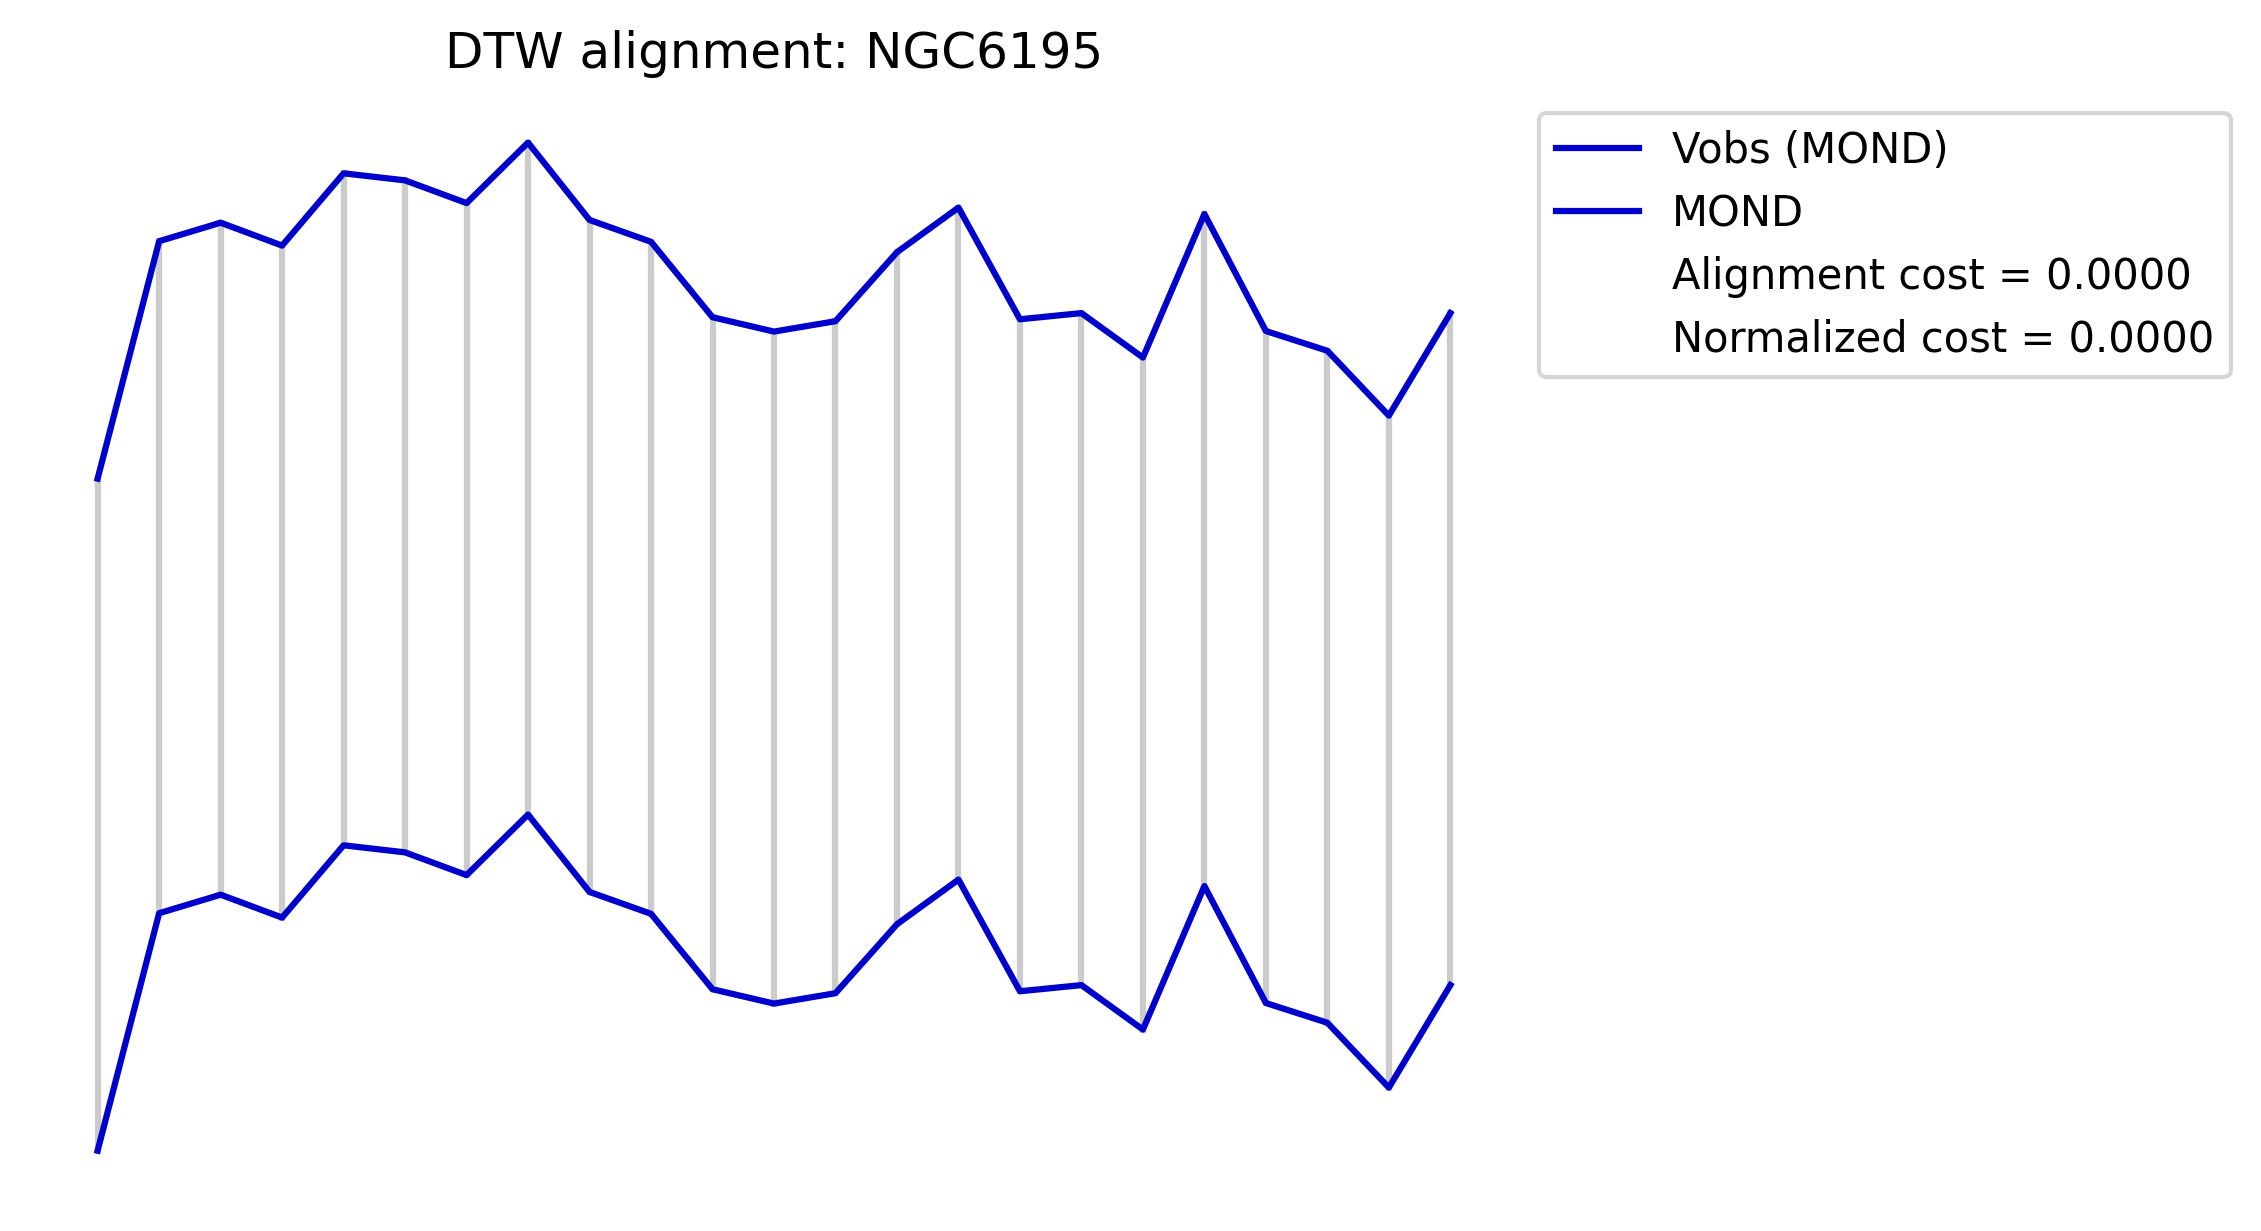 DTW alignment: NGC6195
Vobs (MOND)
MOND
Alignment cost = 0.0000
Normalized cost = 0.0000